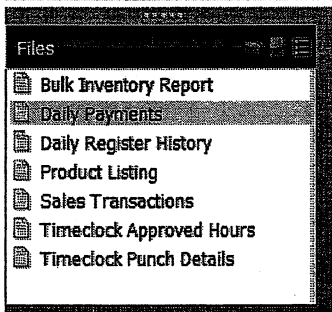 Files
Bulk Inventory Report
Daily Payments
Daily Register History
Product Listing
Sales Transactions
Timeclock Approved Hours
Timeclock Punch Details